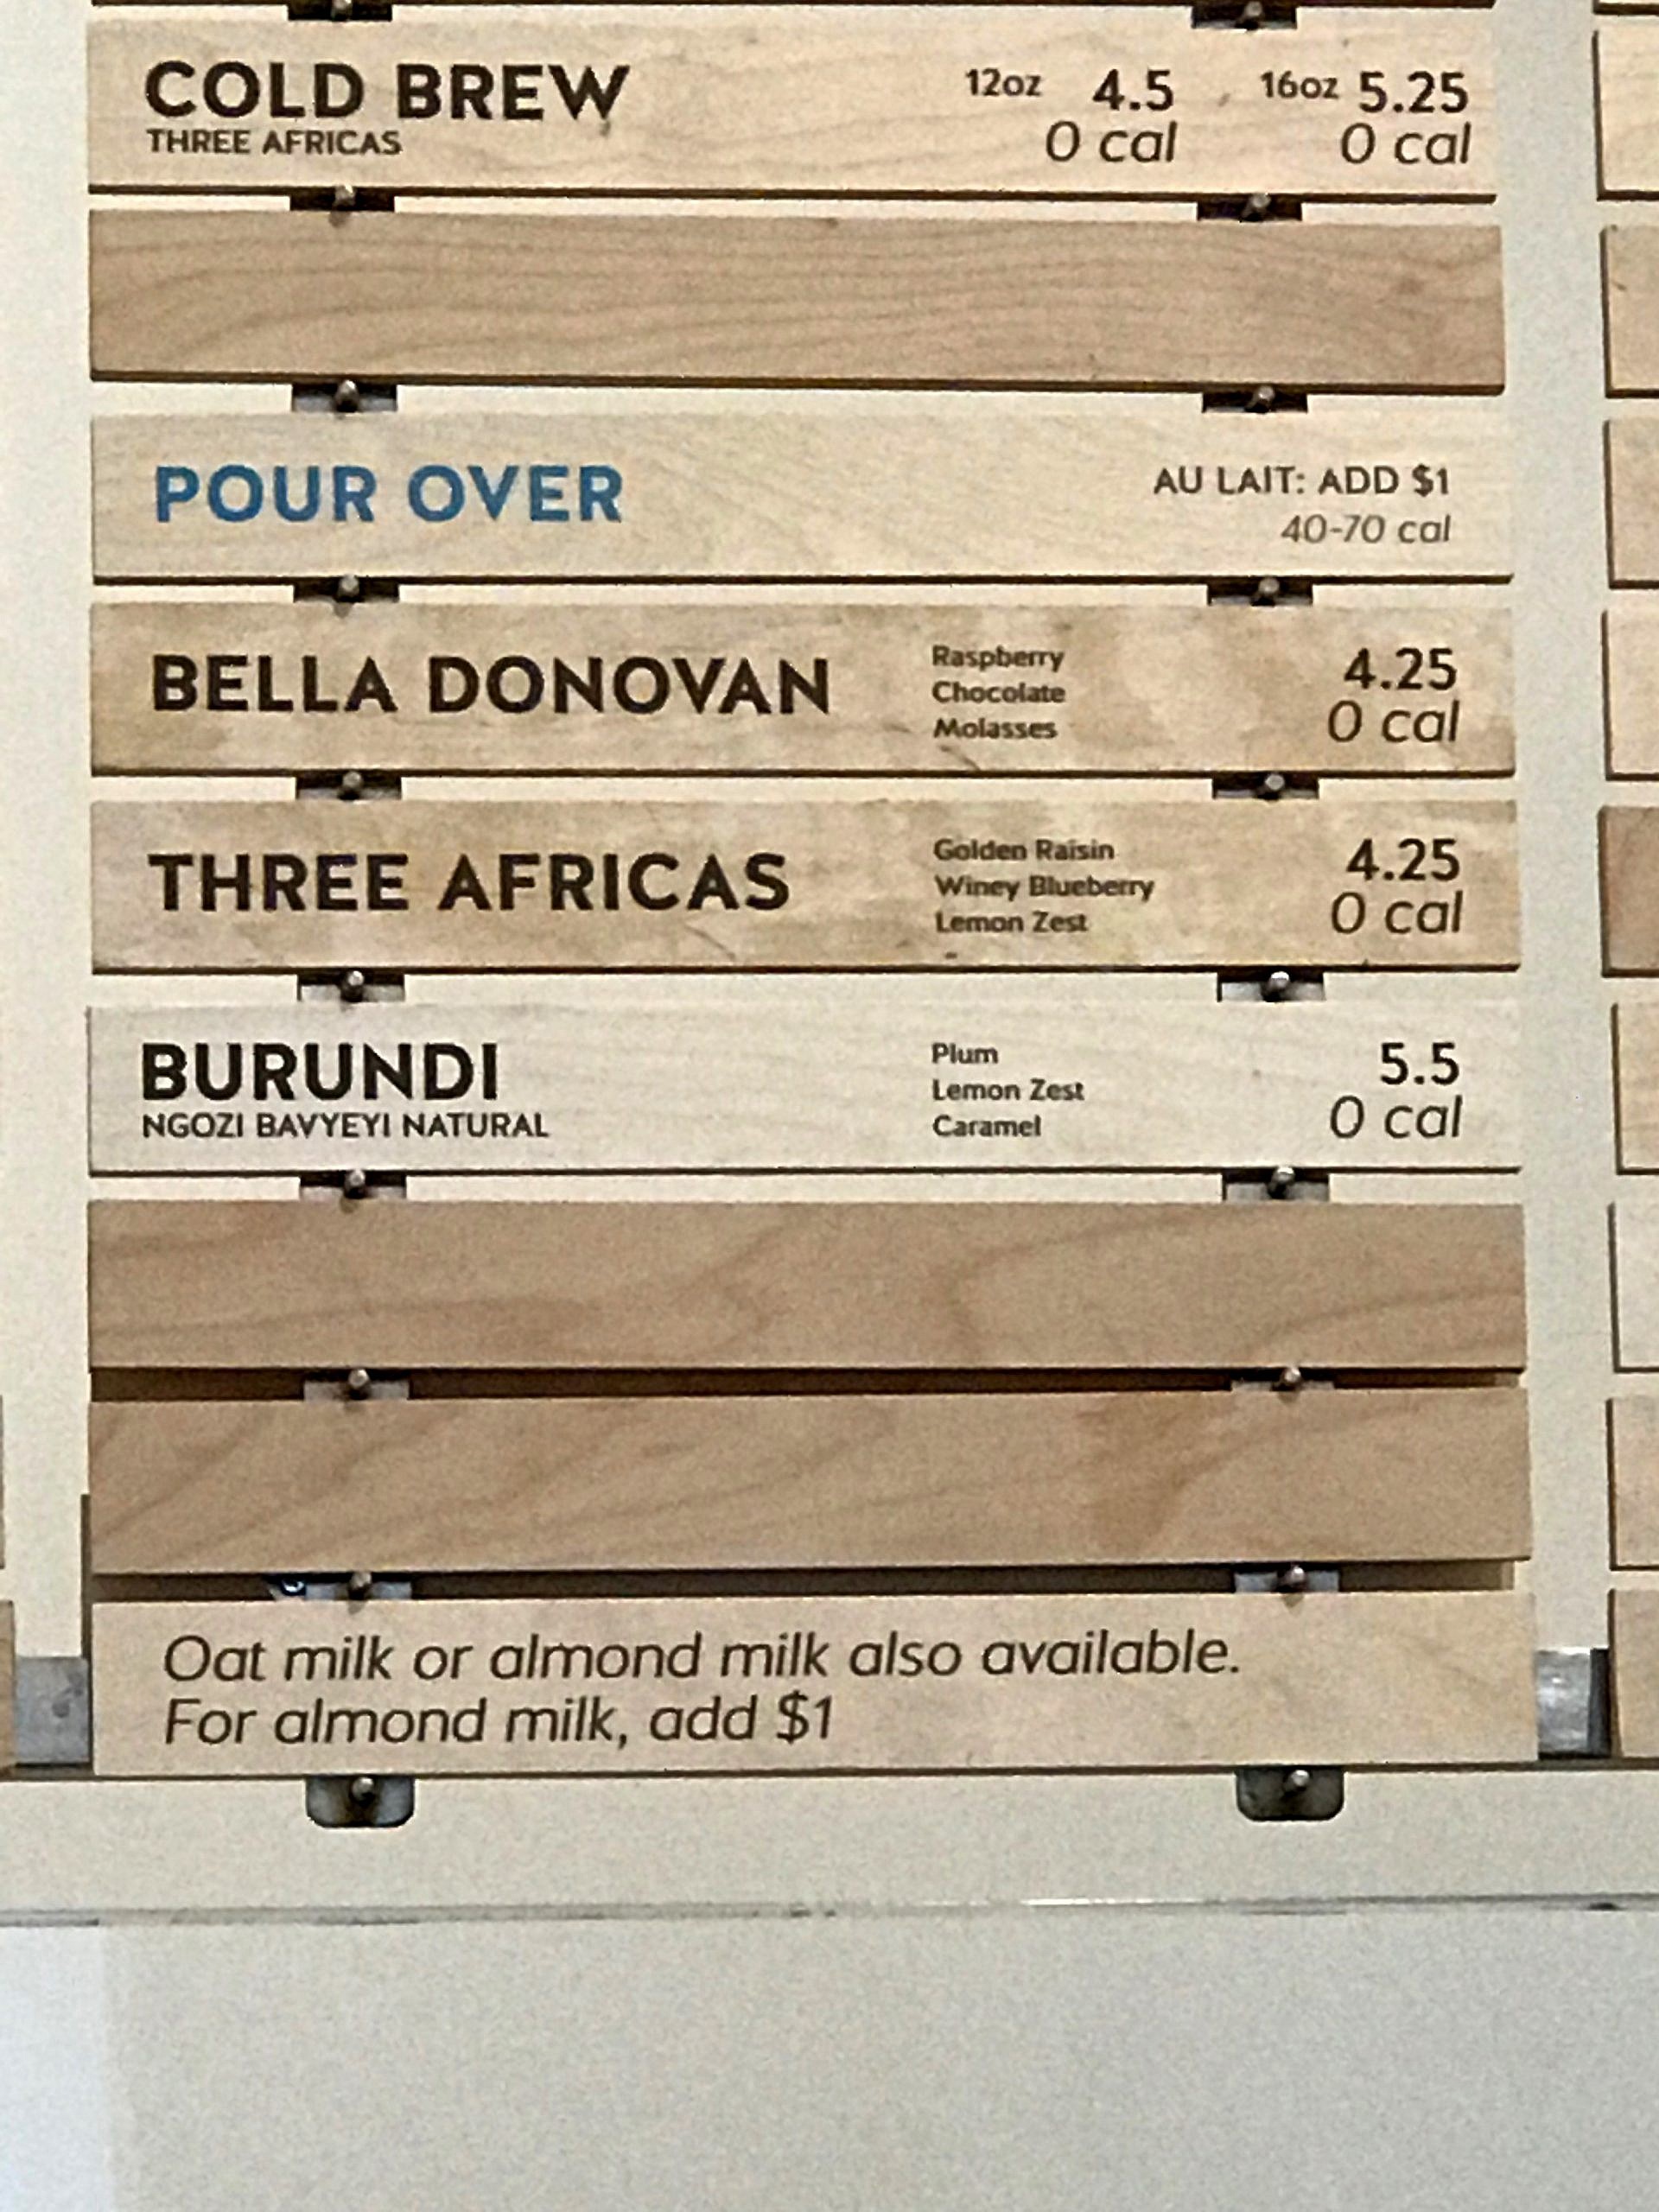 COLD BREW 12oz 4.5 16oz 5.25
THREE AFRICAS 0 cal 0 cal
POUR OVER AU LAIT: ADD $1
40-70 cal
BELLA DONOVAN Raspberry 4.25
Chocolate 0 cal
Molasses
THREE AFRICAS Golden Raisin 4.25
Winey Blueberry 0 cal
Lemon Zest
BURUNDI Plum 5.5
Lemon Zest 0 cal
NGOZI BAVYEYI NATURAL Caramel
Oat milk or almond milk also available.
For almond milk, add $1